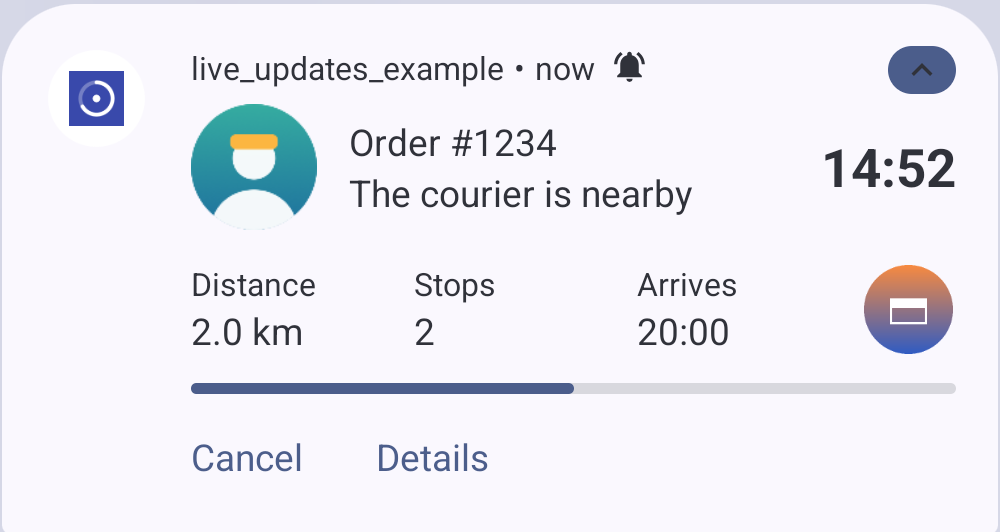 live_updates_example • now
Order #1234
The courier is nearby
14:52
Distance
2.0 km
Stops
2
Arrives
20:00
Cancel
Details